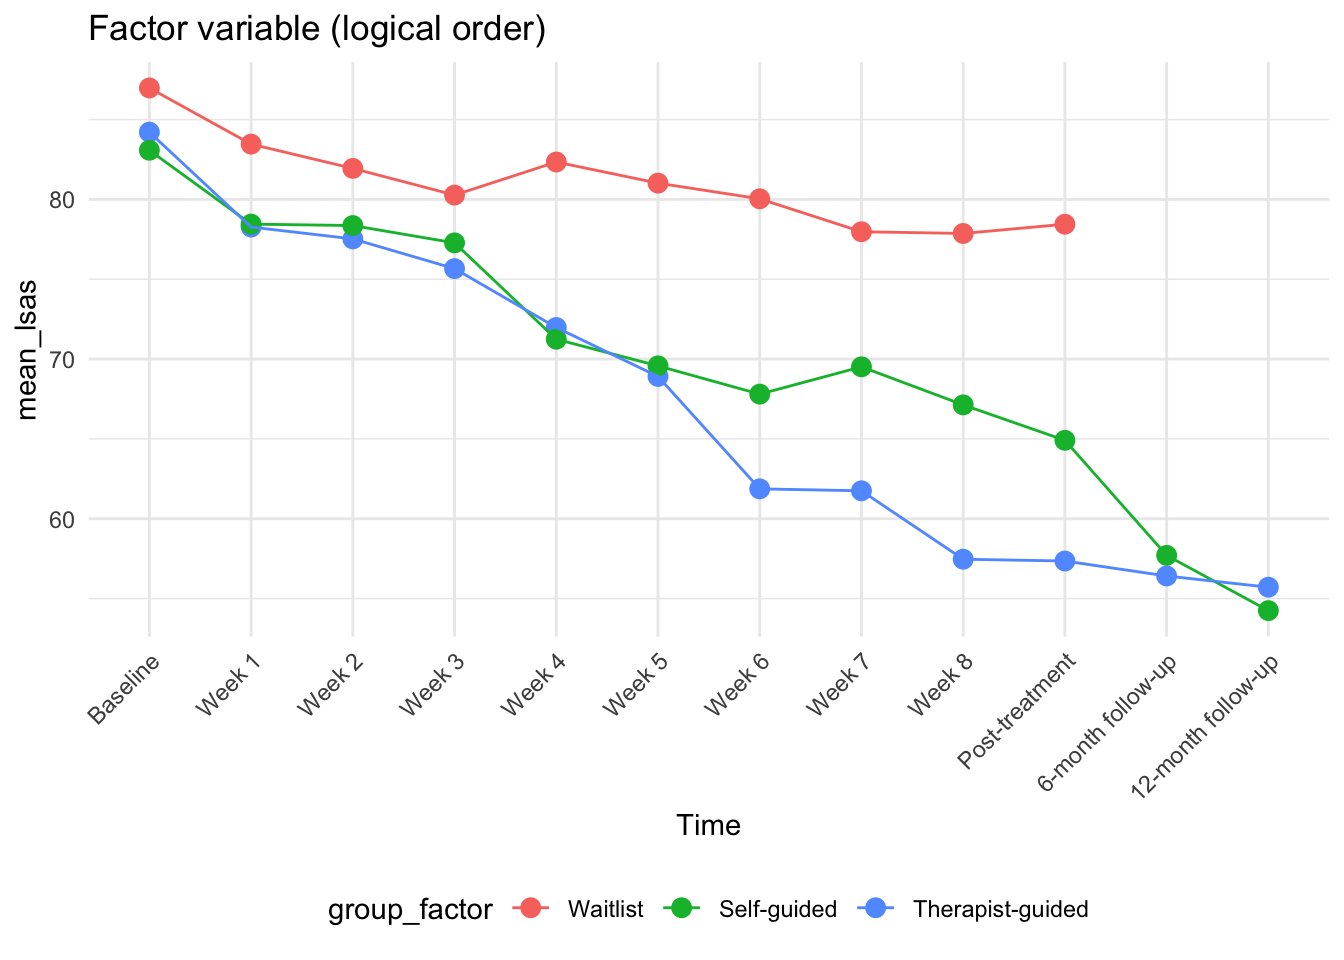 Factor variable (logical order)
mean_lsas
80
70
60
Baseline
Week 1
Week 2
Week 3
Week 4
Week 5
Week 6
Week 7
Week 8
Post-treatment
6-month follow-up
12-month follow-up
Time
group_factor Waitlist Self-guided Therapist-guided